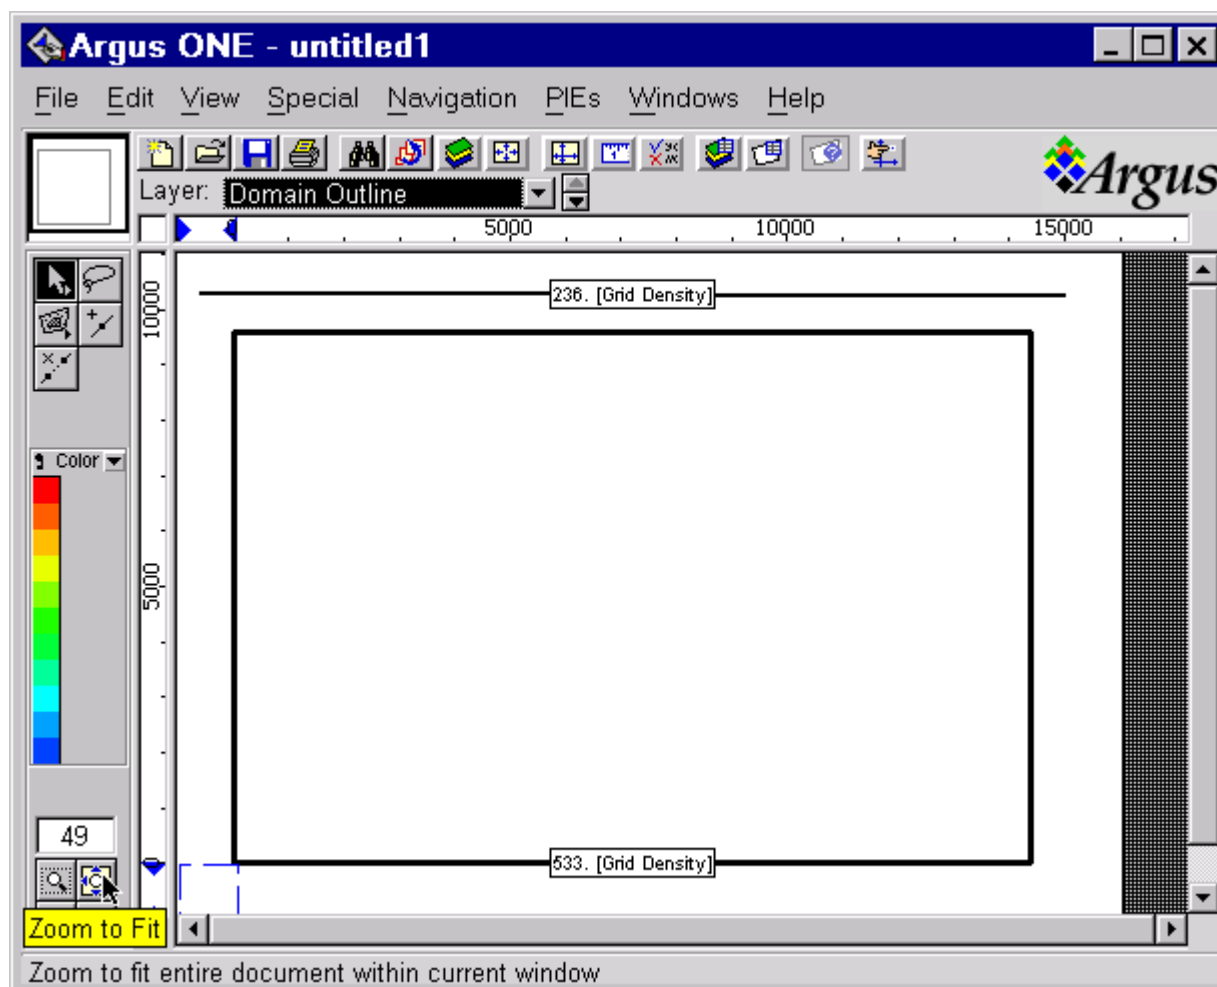 Argus ONE - untitled1
File Edit View Special Navigation PIEs Windows Help
Argus
Layer: Domain Outline
0 5000 10000 15000
10000
236. [Grid Density]
Color
5000
49
0
533. [Grid Density]
Zoom to Fit
Zoom to fit entire document within current window